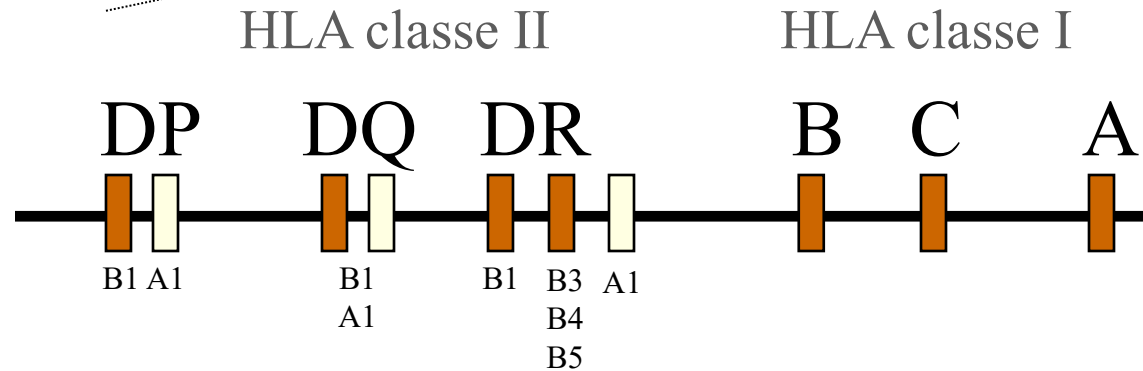 HLA classe II HLA classe I
DP DQ DR B C A
B1 A1 B1 B1 B3 A1
A1 B4
B5